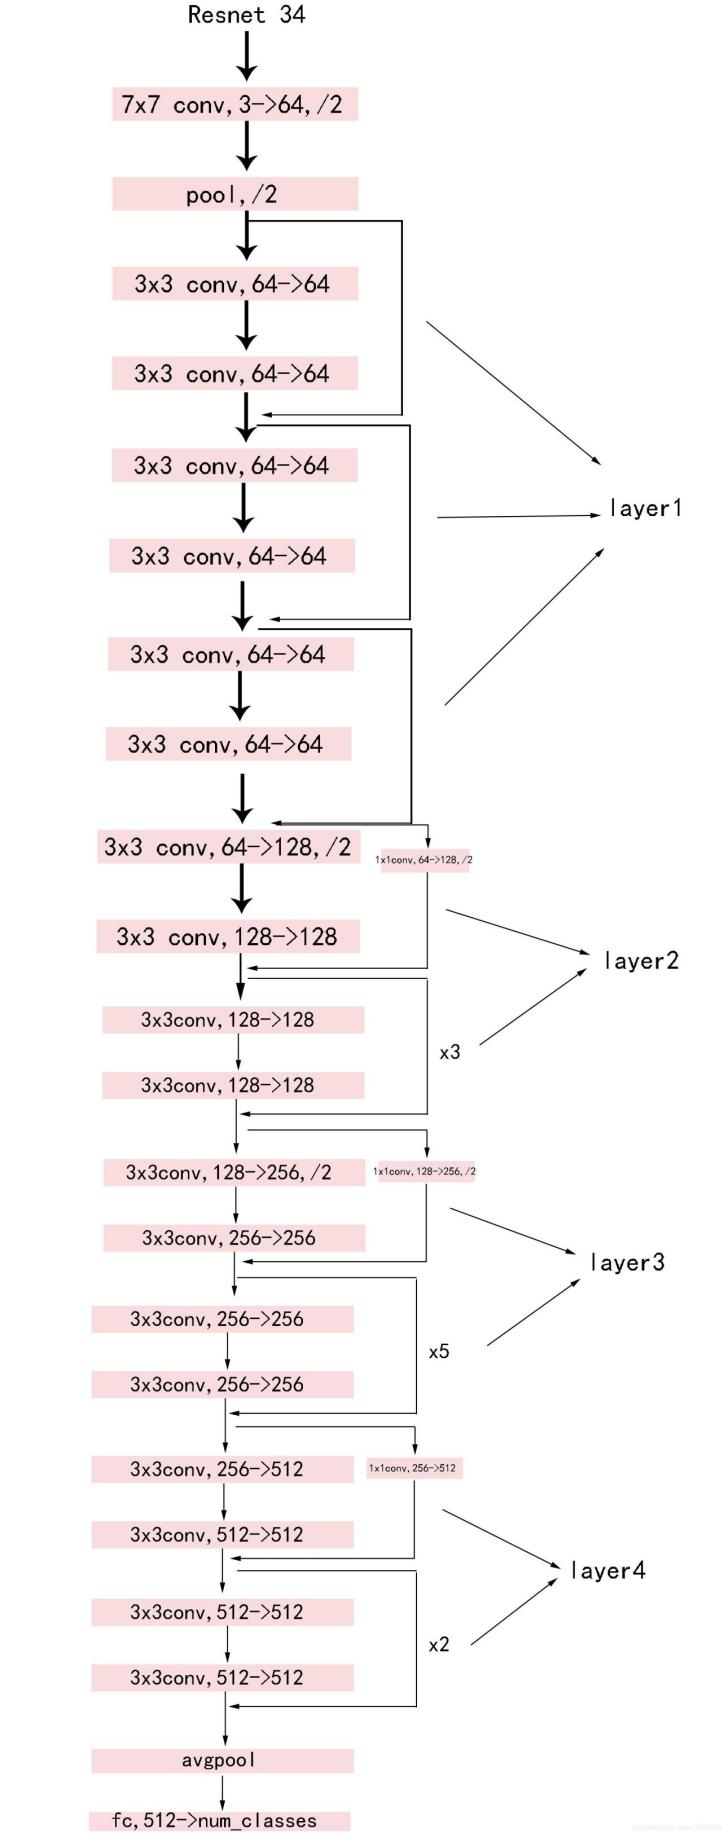 Resnet 34
7x7 conv,3->64,/2
pool,/2
3x3 conv,64->64
3x3 conv,64->64
3x3 conv,64->64
layer1
3x3 conv,64->64
3x3 conv,64->64
3x3 conv,64->64
3x3 conv,64->128,/2
1x1conv,64->128,/2
3x3 conv,128->128
layer2
3x3conv,128->128
x3
3x3conv,128->128
3x3conv,128->256,/2
1x1conv,128->256,/2
3x3conv,256->256
layer3
3x3conv,256->256
x5
3x3conv,256->256
3x3conv,256->512
1x1conv,256->512
3x3conv,512->512
layer4
3x3conv,512->512
x2
3x3conv,512->512
avgpool
fc,512->num_classes